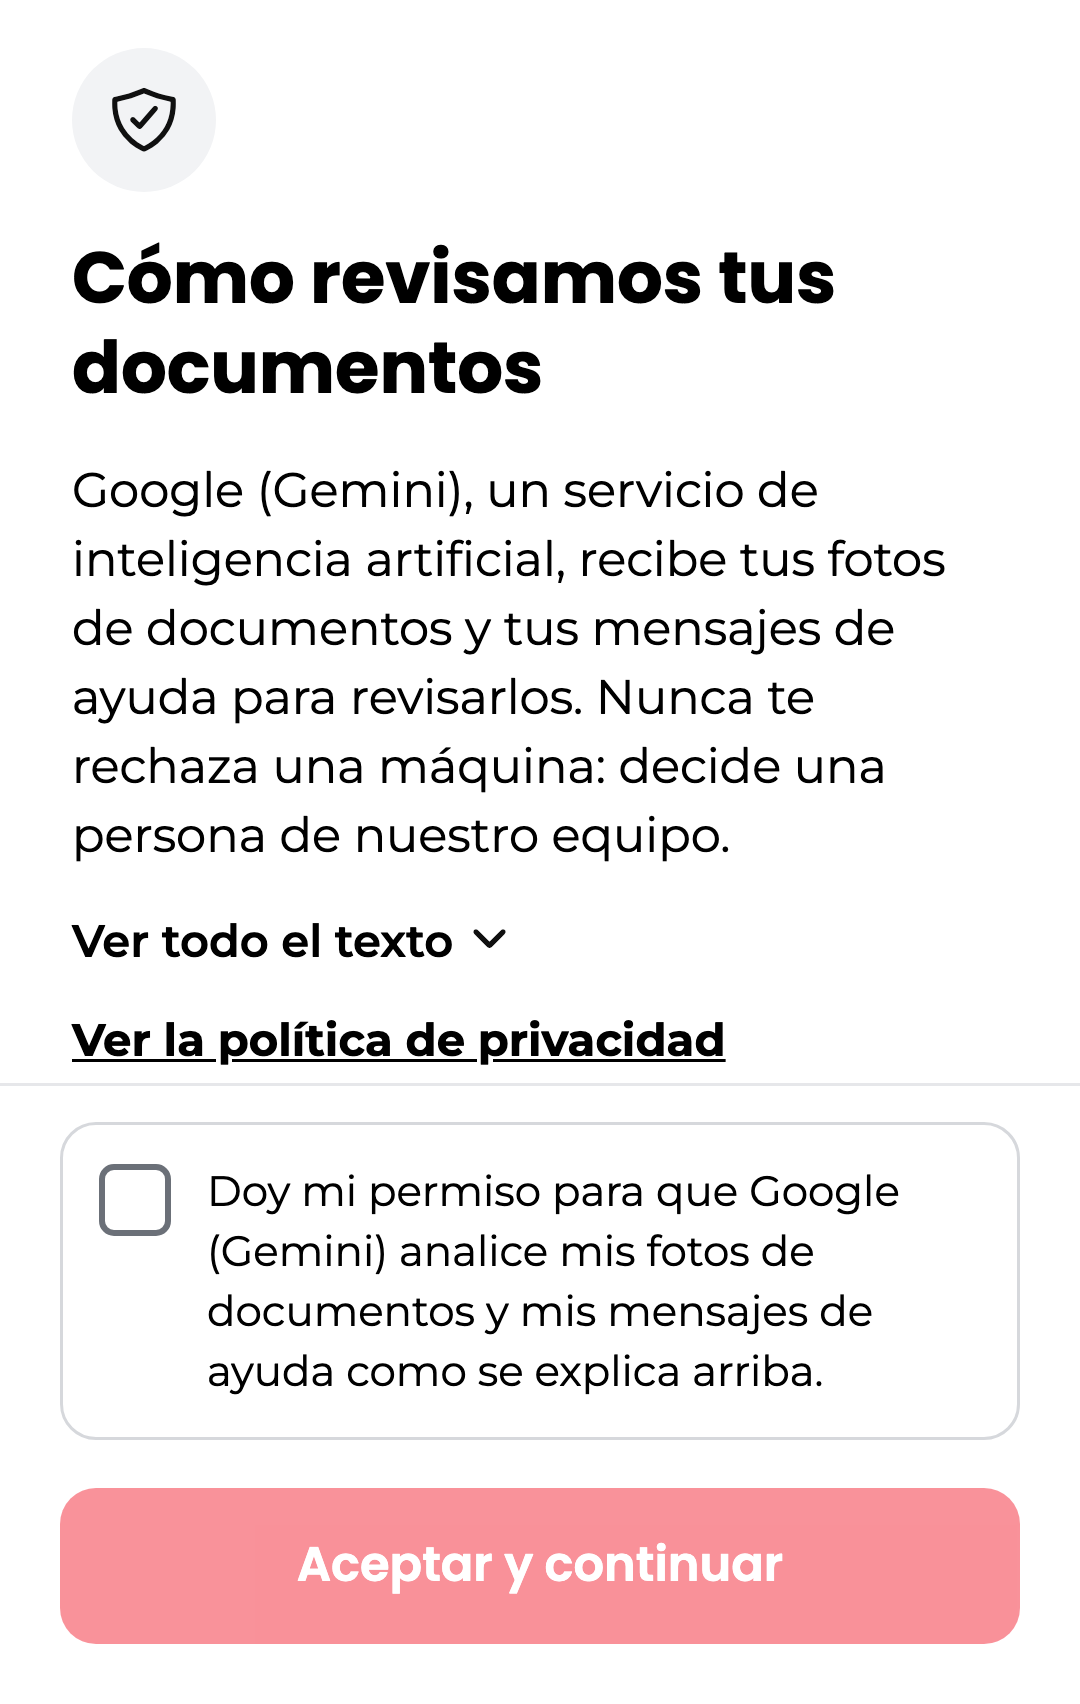 Cómo revisamos tus
documentos
Google (Gemini), un servicio de
inteligencia artificial, recibe tus fotos
de documentos y tus mensajes de
ayuda para revisarlos. Nunca te
rechaza una máquina: decide una
persona de nuestro equipo.
Ver todo el texto
Ver la política de privacidad
Doy mi permiso para que Google
(Gemini) analice mis fotos de
documentos y mis mensajes de
ayuda como se explica arriba.
Aceptar y continuar